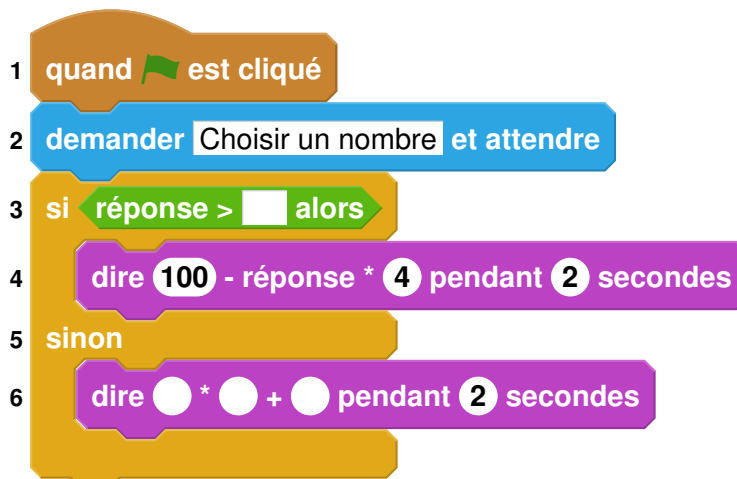 1 quand est cliqué
2 demander Choisir un nombre et attendre
3 si réponse > alors
4 dire 100 - réponse * 4 pendant 2 secondes
5 sinon
6 dire * + pendant 2 secondes